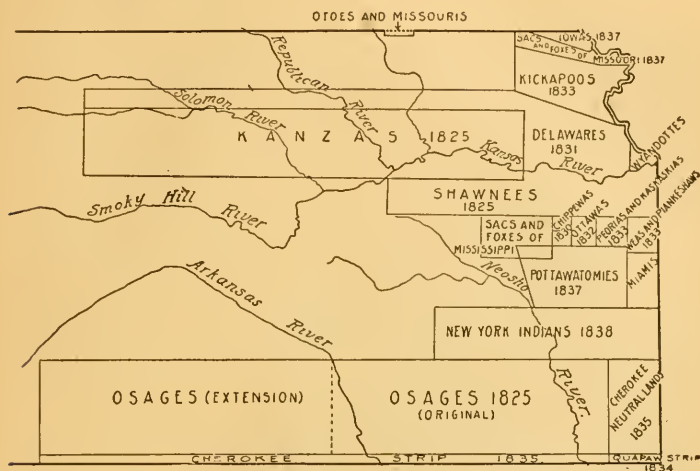 OTOES AND MISSOURIS
SACS
AND FOXES OF
MISSOURI 1837
IOWAS 1837
KICKAPOOS
1833
Republican
River
Solomon River
KANZAS 1825
Kansas
River
DELAWARES
1831
WYANDOTTES
Smoky Hill
River
SHAWNEES
1825
SACS AND
FOXES OF
MISSISSIPPI
CHIPPEWAS
1830
OTTAWAS
1832
PEORIAS AND KASKASKIAS
1833
WEAS AND PIANKESHAWS
1833
MIAMIS
Neosho
River.
POTTAWATOMIES
1837
Arkansas
River
NEW YORK INDIANS 1838
OSAGES (EXTENSION)
OSAGES 1825
(ORIGINAL)
CHEROKEE
NEUTRAL LANDS
1835
CHEROKEE STRIP 1835
QUAPAW STRIP
1834